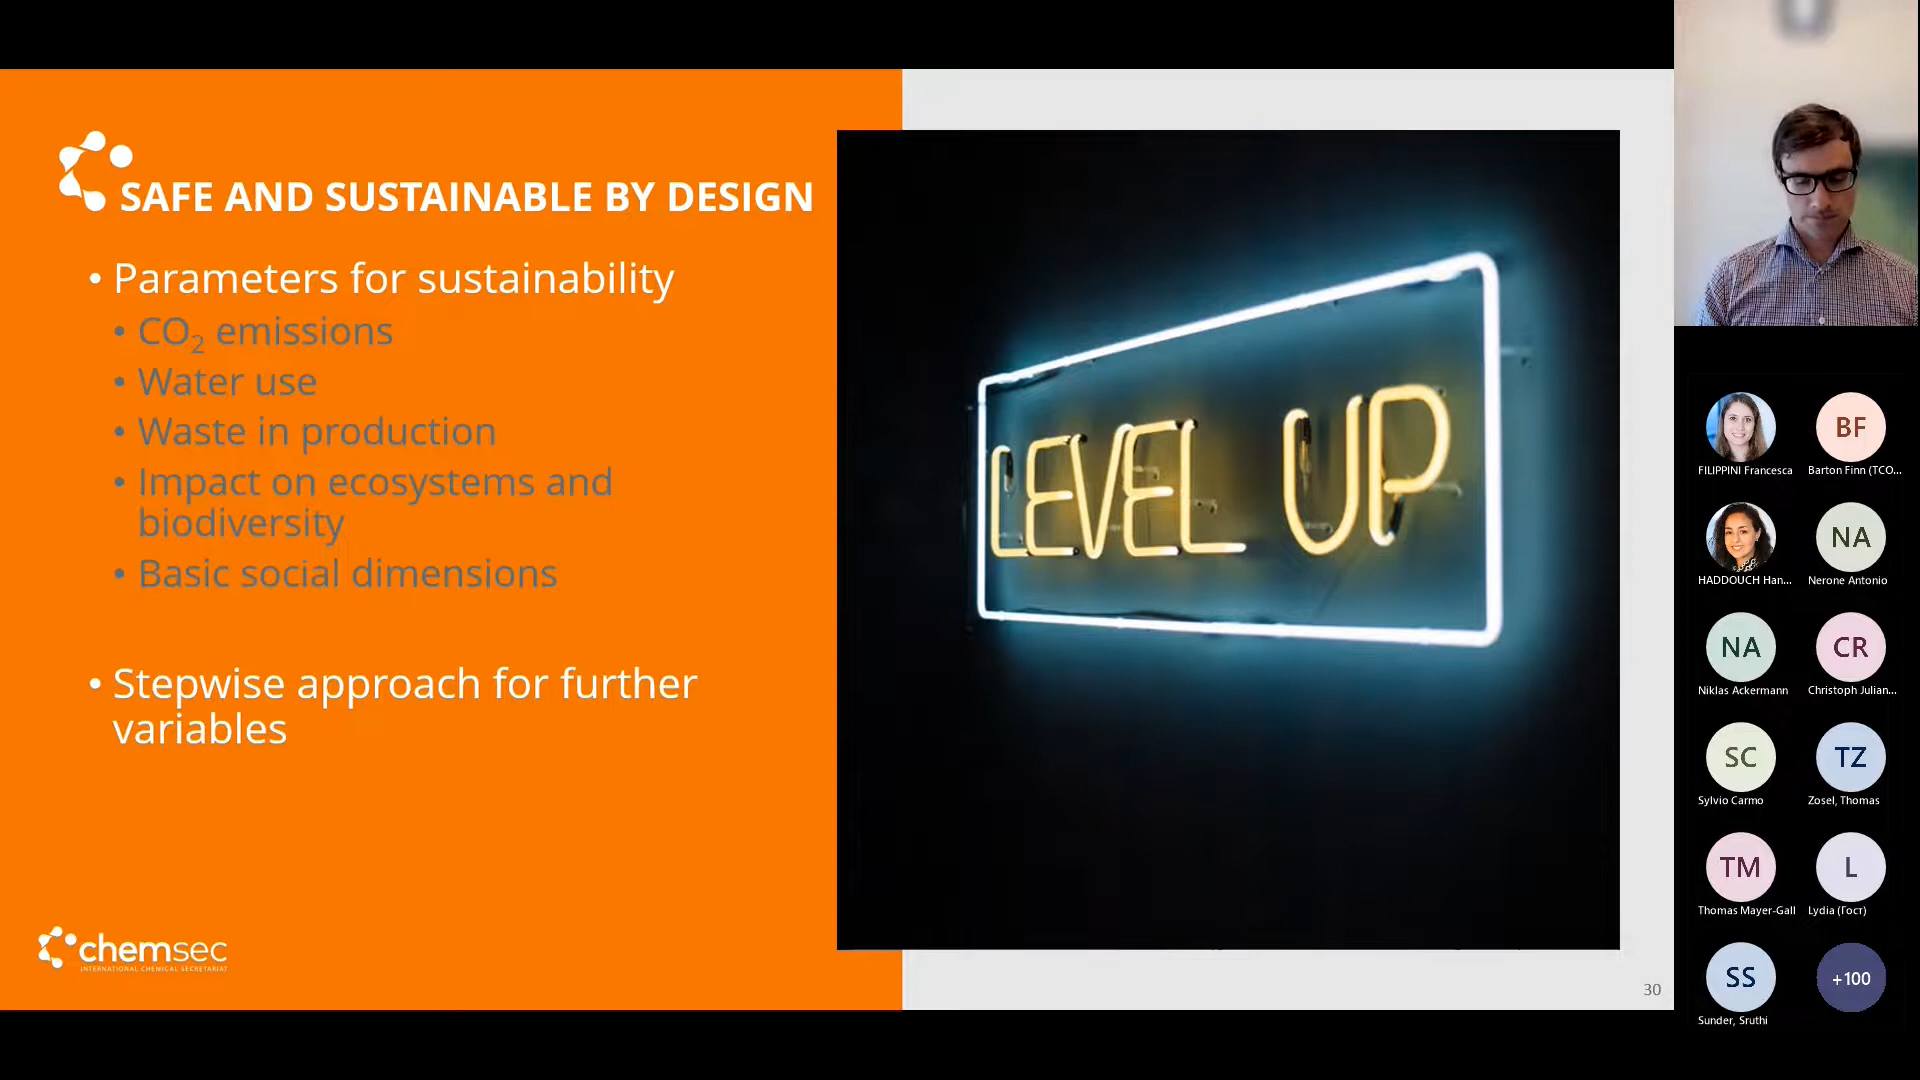 SAFE AND SUSTAINABLE BY DESIGN
• Parameters for sustainability
• CO₂ emissions
• Water use
• Waste in production
• Impact on ecosystems and
biodiversity
• Basic social dimensions
• Stepwise approach for further
variables
LEVEL UP
chemsec
INTERNATIONAL CHEMICAL SECRETARIAT
30
FILIPPINI Francesca
BF
Barton Finn (TCO...
HADDOUCH Han...
NA
Nerone Antonio
NA
Niklas Ackermann
CR
Christoph Julian...
SC
Sylvio Carmo
TZ
Zosel, Thomas
TM
Thomas Mayer-Gall
L
Lydia (Гост)
SS
Sunder, Sruthi
+100